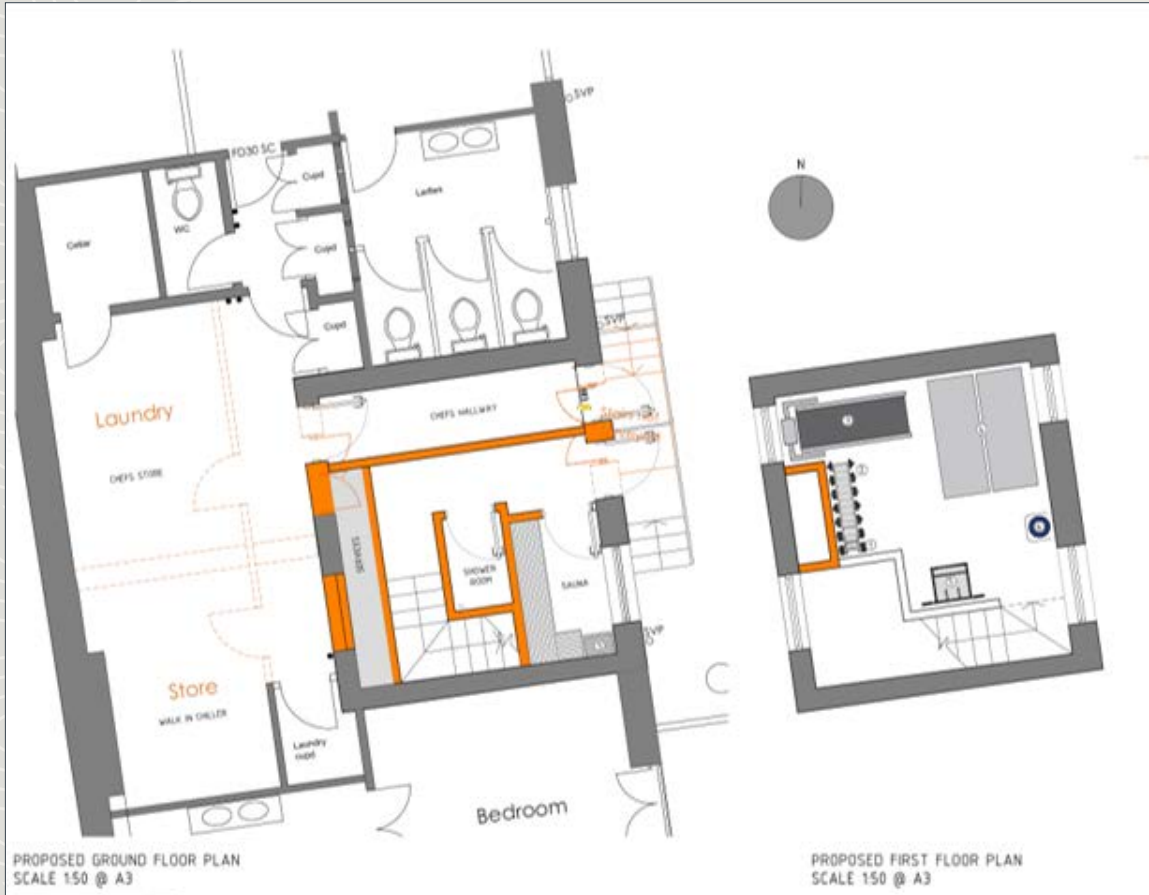 SVP
FD30 SC
Cupd
Ladies
WC
Cellar
Cupd
Cupd
SVP
Laundry
CHEFS HALLWAY
CHEFS STORE
SERVICES
SHOWER
ROOM
SAUNA
SVP
Store
WALK IN CHILLER
Laundry
cupd
Bedroom
N
PROPOSED GROUND FLOOR PLAN
SCALE 1:50 @ A3
PROPOSED FIRST FLOOR PLAN
SCALE 1:50 @ A3